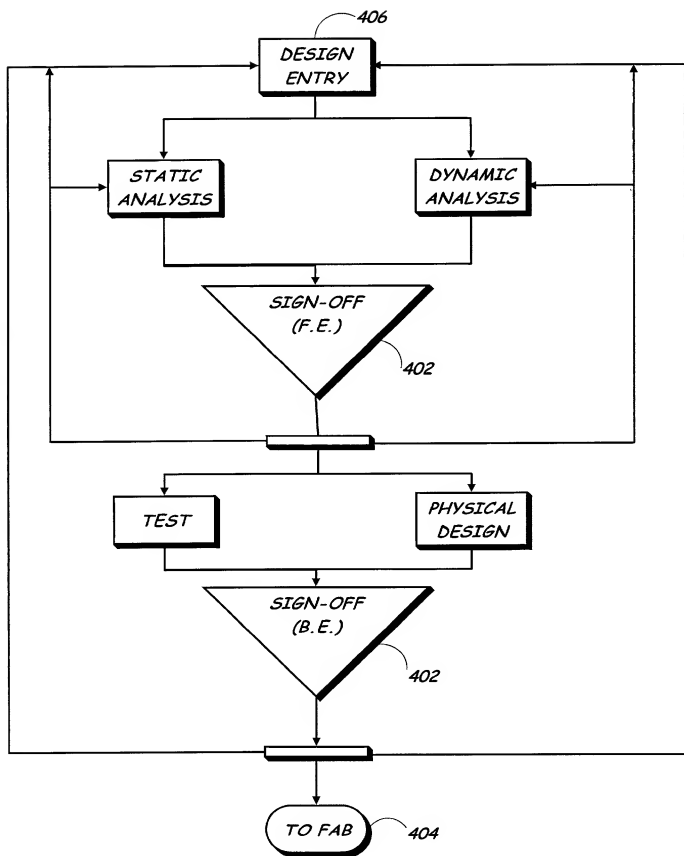 406
DESIGN
ENTRY
STATIC
ANALYSIS
DYNAMIC
ANALYSIS
SIGN-OFF
(F.E.)
402
TEST
PHYSICAL
DESIGN
SIGN-OFF
(B.E.)
402
TO FAB
404